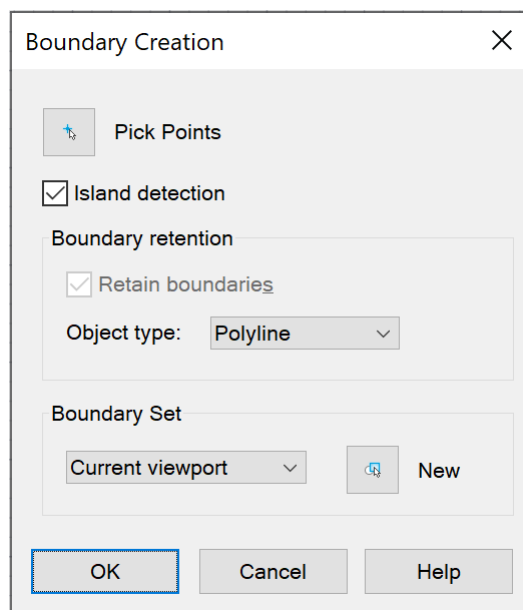 Boundary Creation
Pick Points
Island detection
Boundary retention
Retain boundaries
Object type: Polyline
Boundary Set
Current viewport New
OK Cancel Help